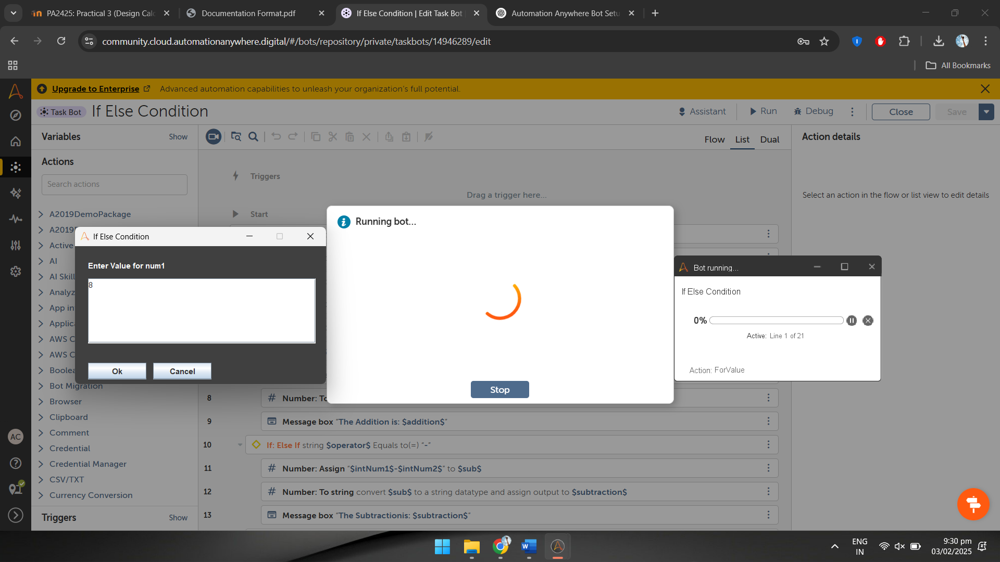 PA2425: Practical 3 (Design Calc
Documentation Format.pdf
If Else Condition | Edit Task Bot
Automation Anywhere Bot Setu
community.cloud.automationanywhere.digital/#/bots/repository/private/taskbots/14946289/edit
All Bookmarks
Upgrade to Enterprise
Advanced automation capabilities to unleash your organization's full potential.
Task Bot
If Else Condition
Assistant
Run
Debug
Close
Save
Variables
Show
Flow
List
Dual
Action details
Actions
Search actions
Triggers
Drag a trigger here...
Select an action in the flow or list view to edit details
Start
A2019DemoPackage
A2019
Active
AI
AI Skill
Analyz
App in
Applic
AWS C
AWS C
Boolea
Bot Migration
Browser
Clipboard
Comment
Credential
Credential Manager
CSV/TXT
Currency Conversion
Triggers
Show
AC
If Else Condition
Enter Value for num1
8
Ok
Cancel
Running bot...
Stop
Bot running...
If Else Condition
0%
Active: Line 1 of 21
Action: ForValue
8
Number: To
9
Message box "The Addition is: $addition$"
10
If: Else If string $operator$ Equals to(=) "-"
11
Number: Assign "$intNum1$-$intNum2$" to $sub$
12
Number: To string convert $sub$ to a string datatype and assign output to $subtraction$
13
Message box "The Subtractionis: $subtraction$"
ENG
IN
9:30 pm
03/02/2025